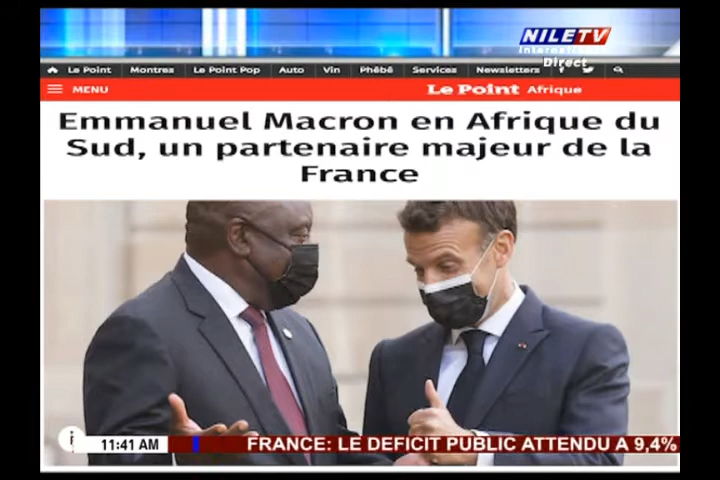 NILETV
International
Direct
Le Point Montres Le Point Pop Auto Vin Phébé Services Newsletters
MENU Le Point Afrique
Emmanuel Macron en Afrique du
Sud, un partenaire majeur de la
France
11:41 AM FRANCE: LE DEFICIT PUBLIC ATTENDU A 9,4%